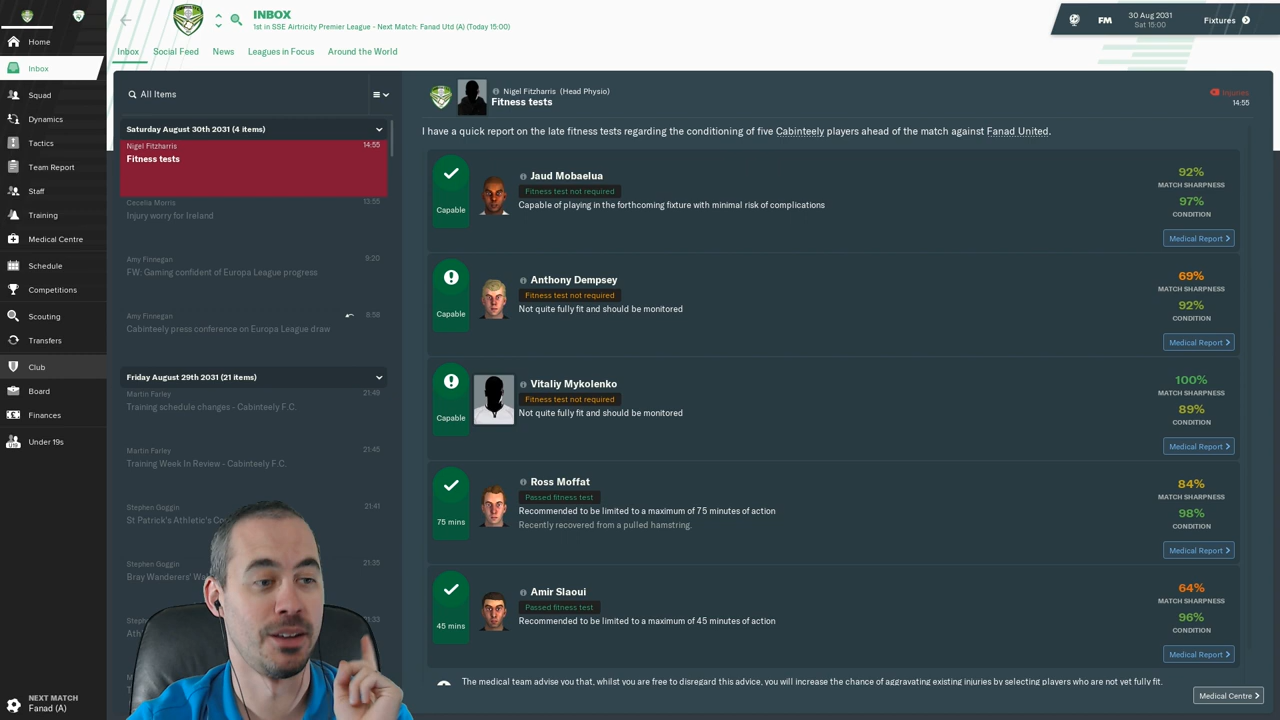 INBOX
1st in SSE Airtricity Premier League - Next Match: Fanad Utd (A) (Today 15:00)
FM
30 Aug 2031
Sat 15:00
Fixtures
Inbox
Social Feed
News
Leagues in Focus
Around the World
Home
Inbox
Squad
Dynamics
Tactics
Team Report
Staff
Training
Medical Centre
Schedule
Competitions
Scouting
Transfers
Club
Board
Finances
Under 19s
NEXT MATCH
Fanad (A)
All Items
Saturday August 30th 2031 (4 items)
Nigel Fitzharris
14:55
Fitness tests
Cecelia Morris
13:55
Injury worry for Ireland
Amy Finnegan
9:20
FW: Gaming confident of Europa League progress
Amy Finnegan
8:58
Cabinteely press conference on Europa League draw
Friday August 29th 2031 (21 items)
Martin Farley
21:49
Training schedule changes - Cabinteely F.C.
Martin Farley
21:45
Training Week In Review - Cabinteely F.C.
Stephen Goggin
21:41
St Patrick's Athletic's
Stephen Goggin
21:35
Bray Wanderers'
Nigel Fitzharris (Head Physio)
Fitness tests
Injuries
14:55
I have a quick report on the late fitness tests regarding the conditioning of five Cabinteely players ahead of the match against Fanad United.
Capable
Jaud Mobaelua
Fitness test not required
Capable of playing in the forthcoming fixture with minimal risk of complications
92%
MATCH SHARPNESS
97%
CONDITION
Medical Report
Capable
Anthony Dempsey
Fitness test not required
Not quite fully fit and should be monitored
69%
MATCH SHARPNESS
92%
CONDITION
Medical Report
Capable
Vitaliy Mykolenko
Fitness test not required
Not quite fully fit and should be monitored
100%
MATCH SHARPNESS
89%
CONDITION
Medical Report
75 mins
Ross Moffat
Passed fitness test
Recommended to be limited to a maximum of 75 minutes of action
Recently recovered from a pulled hamstring.
84%
MATCH SHARPNESS
98%
CONDITION
Medical Report
45 mins
Amir Slaoui
Passed fitness test
Recommended to be limited to a maximum of 45 minutes of action
64%
MATCH SHARPNESS
96%
CONDITION
Medical Report
The medical team advise you that, whilst you are free to disregard this advice, you will increase the chance of aggravating existing injuries by selecting players who are not yet fully fit.
Medical Centre